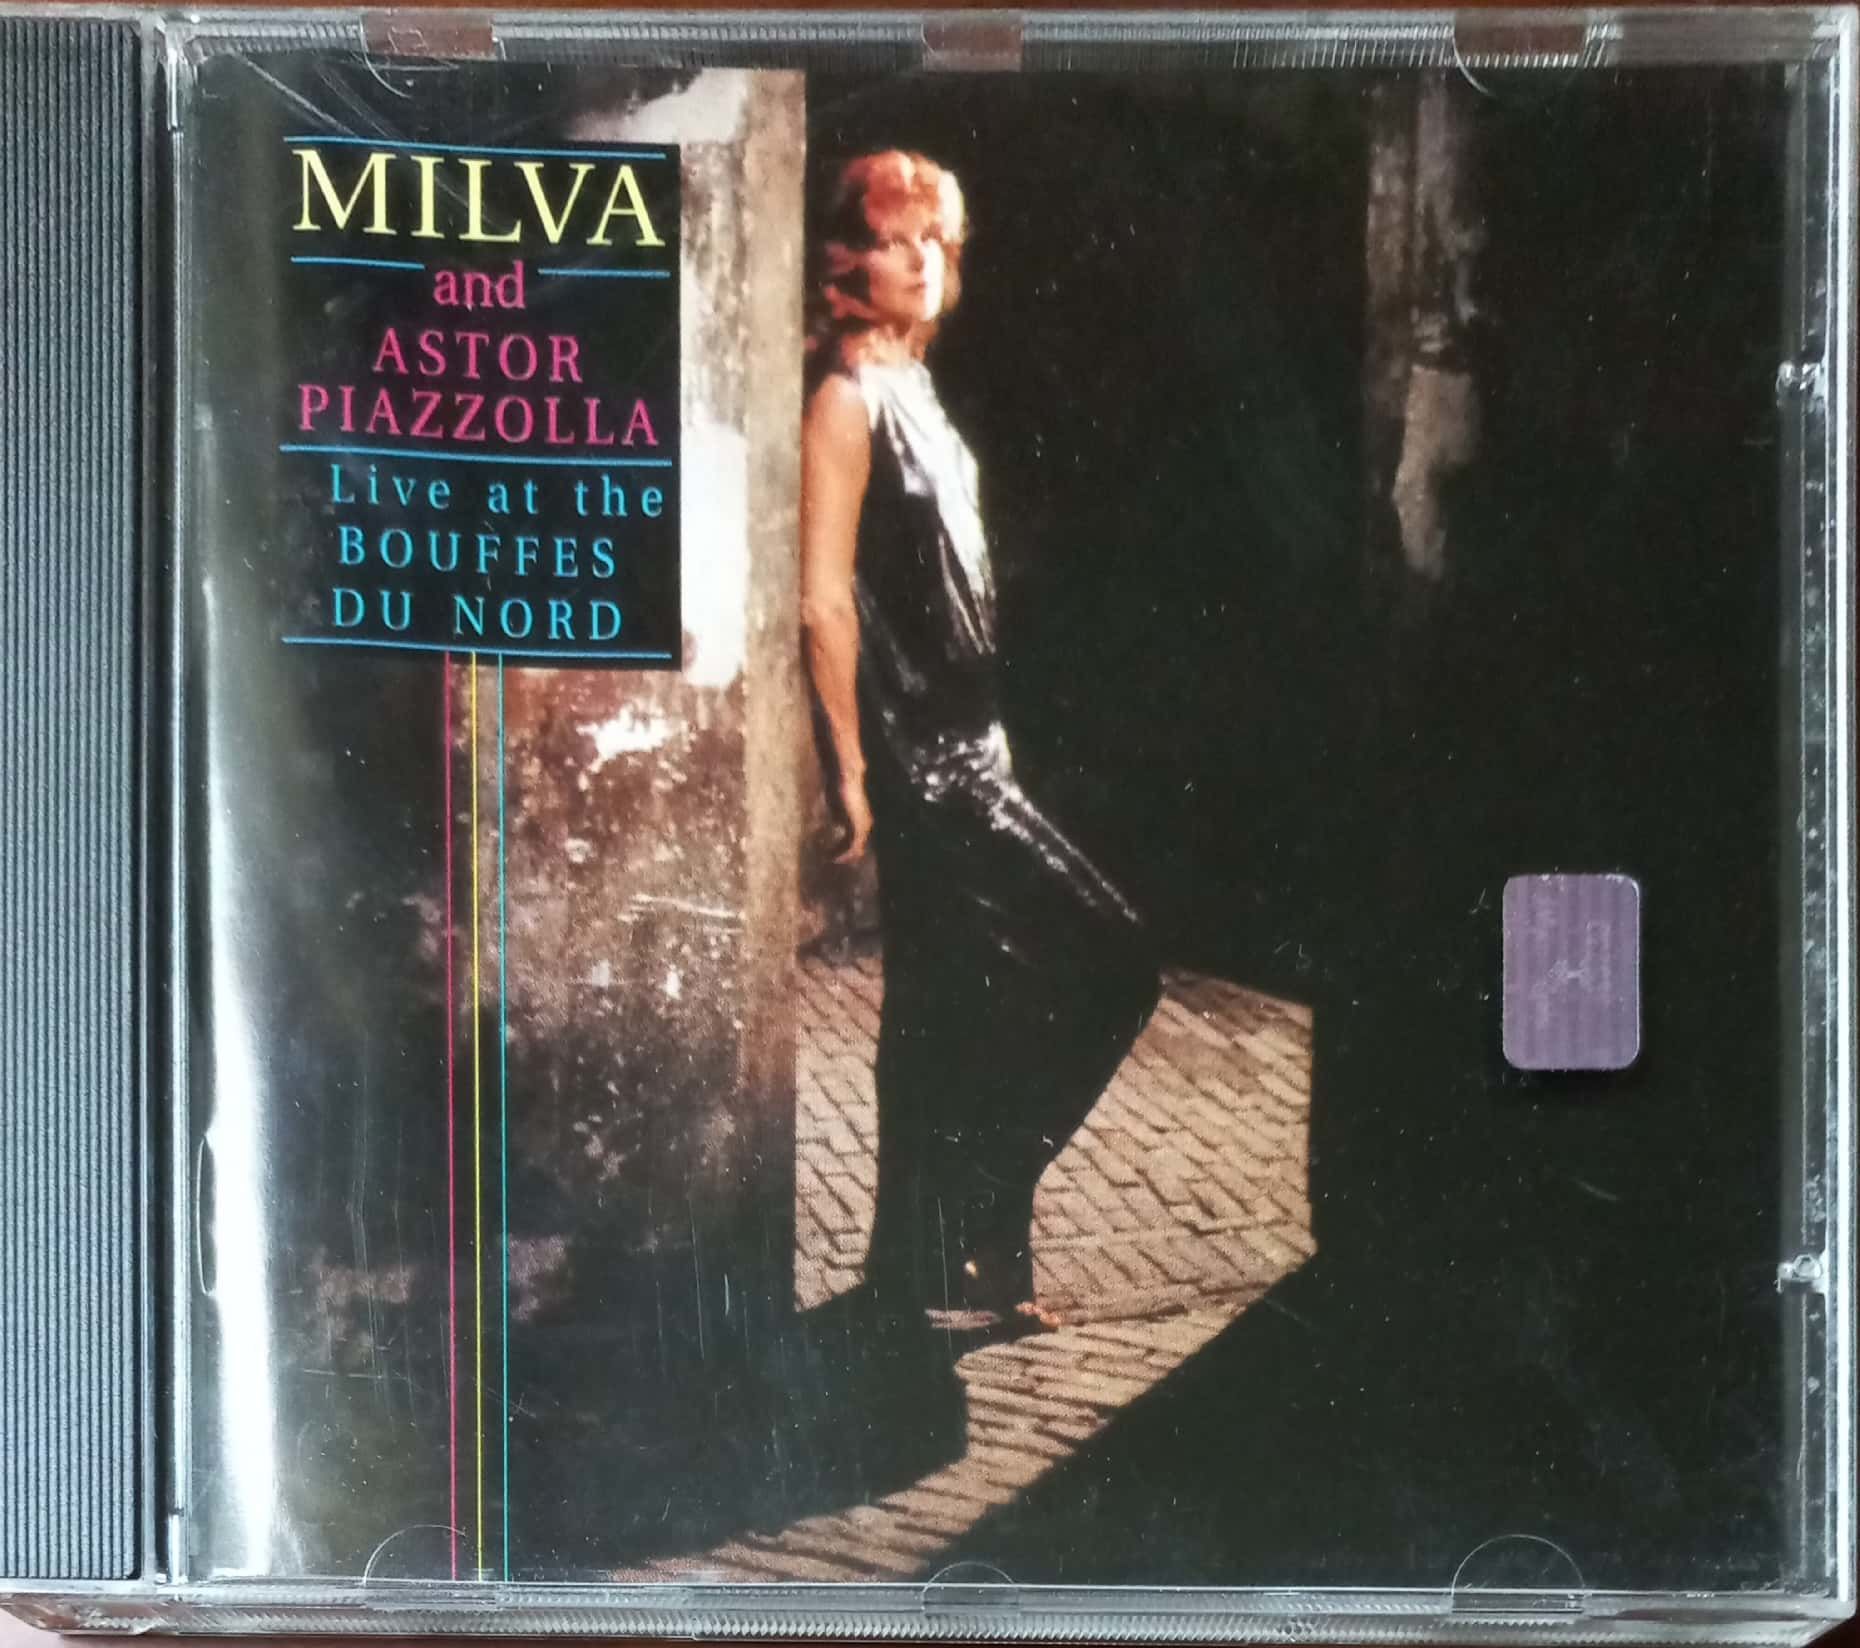 MILVA
and
ASTOR
PIAZZOLLA
Live at the
BOUFFES
DU NORD